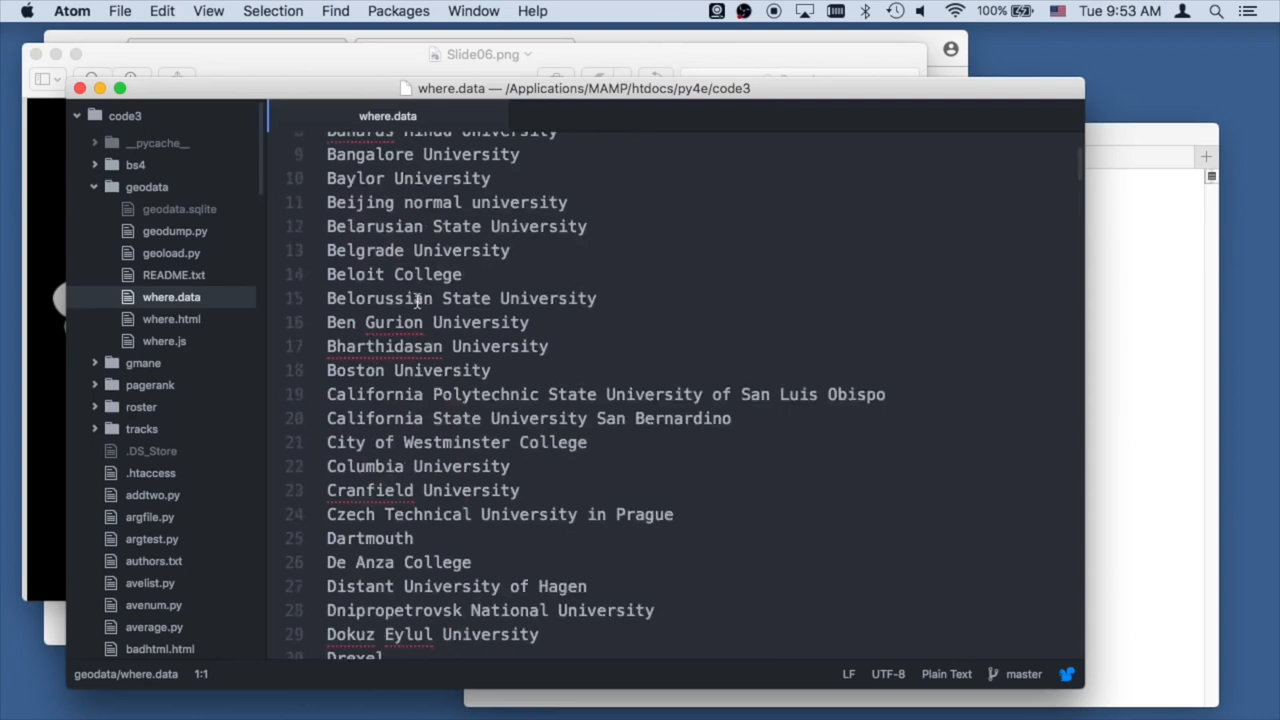 Atom File Edit View Selection Find Packages Window Help 100% Tue 9:53 AM
Slide06.png
where.data — /Applications/MAMP/htdocs/py4e/code3
code3
__pycache__
bs4
geodata
geodata.sqlite
geodump.py
geoload.py
README.txt
where.data
where.html
where.js
gmane
pagerank
roster
tracks
.DS_Store
.htaccess
addtwo.py
argfile.py
argtest.py
authors.txt
avelist.py
avenum.py
average.py
badhtml.html
where.data
8 Banaras Hindu University
9 Bangalore University
10 Baylor University
11 Beijing normal university
12 Belarusian State University
13 Belgrade University
14 Beloit College
15 Belorussian State University
16 Ben Gurion University
17 Bharthidasan University
18 Boston University
19 California Polytechnic State University of San Luis Obispo
20 California State University San Bernardino
21 City of Westminster College
22 Columbia University
23 Cranfield University
24 Czech Technical University in Prague
25 Dartmouth
26 De Anza College
27 Distant University of Hagen
28 Dnipropetrovsk National University
29 Dokuz Eylul University
30 Drexel
geodata/where.data 1:1 LF UTF-8 Plain Text master